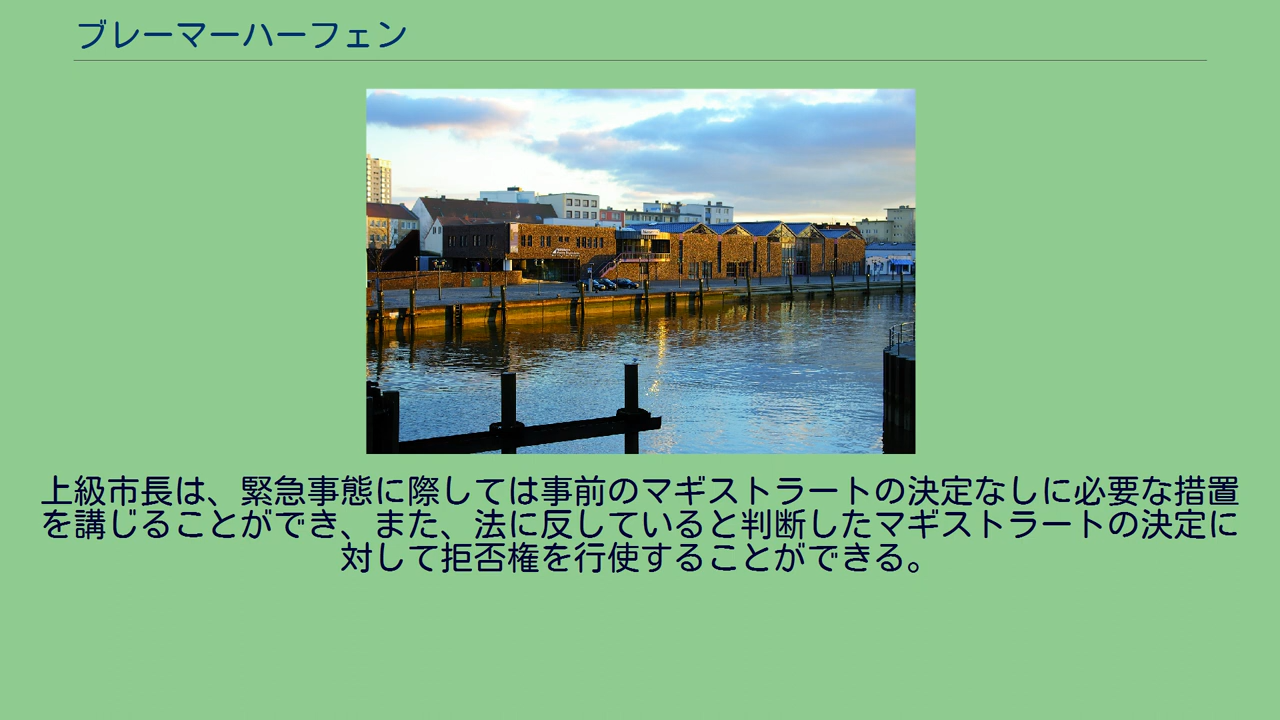 ブレーマーハーフェン
上級市長は、緊急事態に際しては事前のマギストラートの決定なしに必要な措置
を講じることができ、また、法に反していると判断したマギストラートの決定に
対して拒否権を行使することができる。